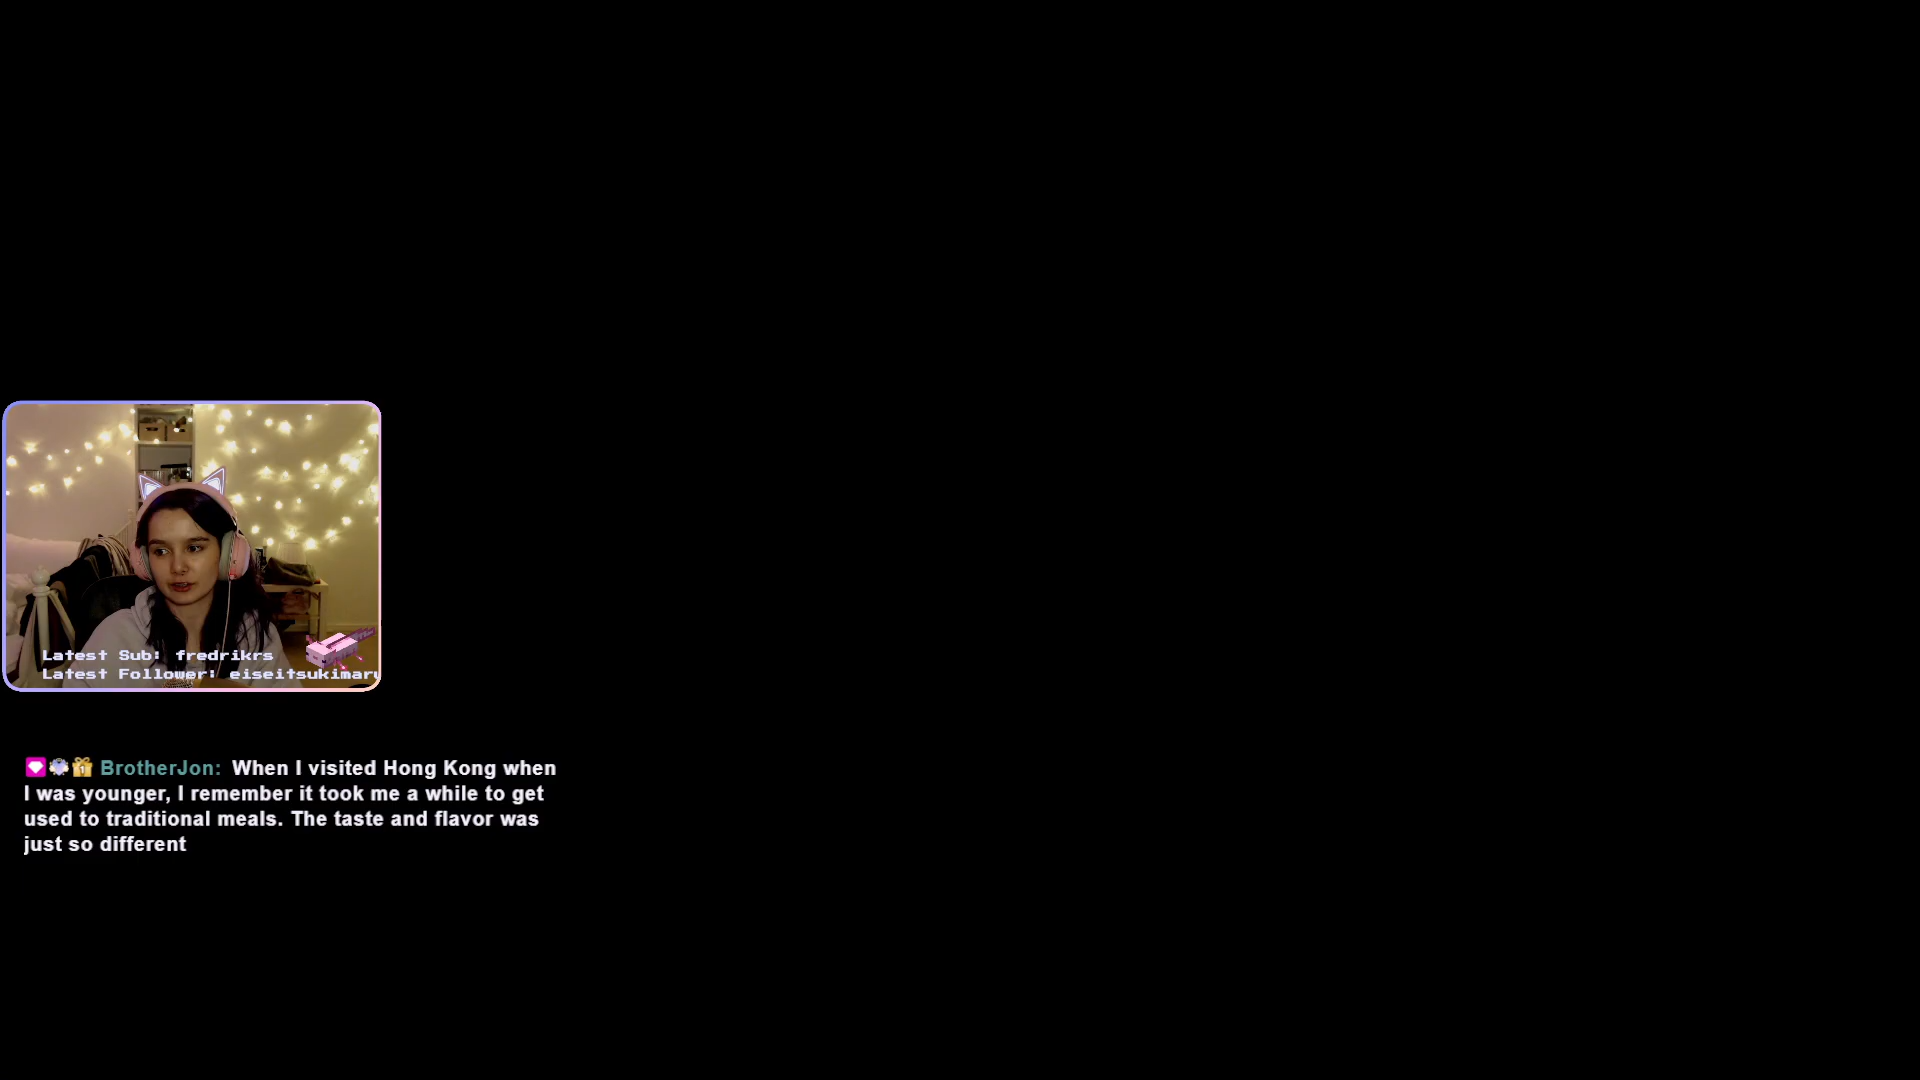 Latest Sub: fredrikrs
Latest Follower: eiseitsukimaru
BrotherJon: When I visited Hong Kong when
I was younger, I remember it took me a while to get
used to traditional meals. The taste and flavor was
just so different